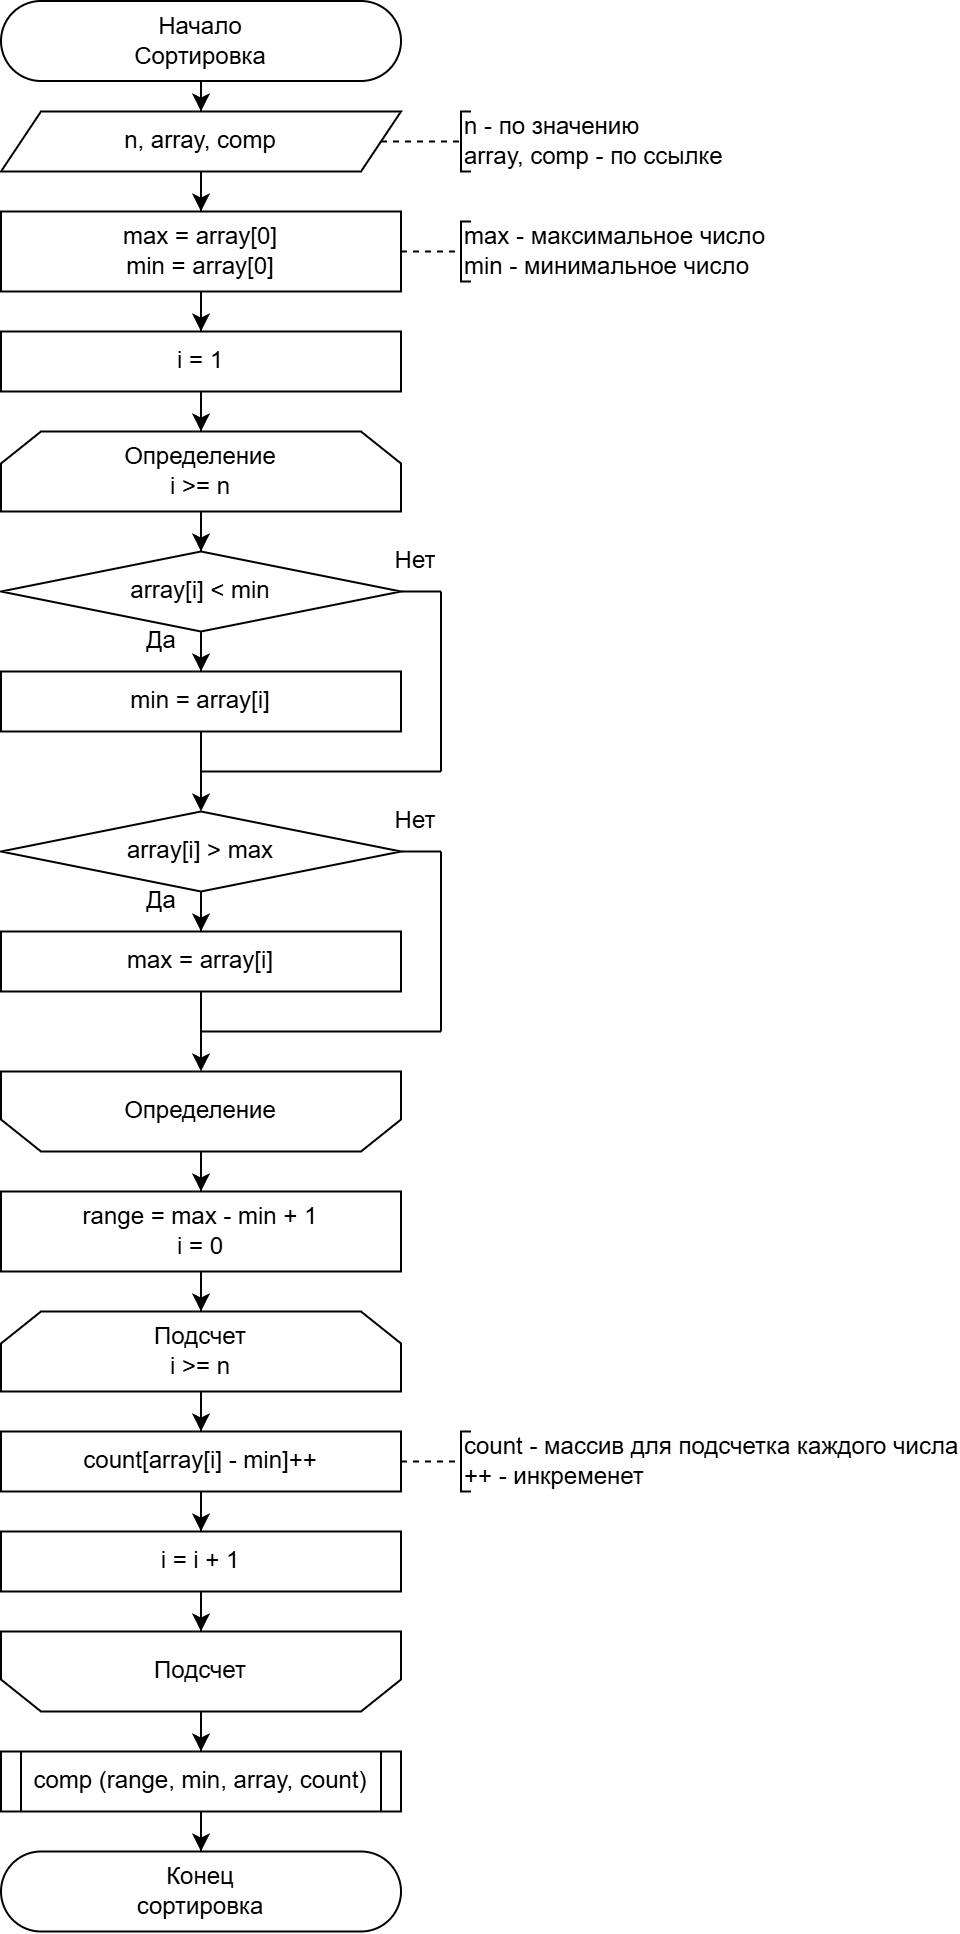 Начало
Сортировка
n, array, comp
n - по значению
array, comp - по ссылке
max = array[0]
min = array[0]
max - максимальное число
min - минимальное число
i = 1
Определение
i >= n
Нет
array[i] < min
Да
min = array[i]
Нет
array[i] > max
Да
max = array[i]
Определение
range = max - min + 1
i = 0
Подсчет
i >= n
count[array[i] - min]++
count - массив для подсчетка каждого числа
++ - инкременет
i = i + 1
Подсчет
comp (range, min, array, count)
Конец
сортировка